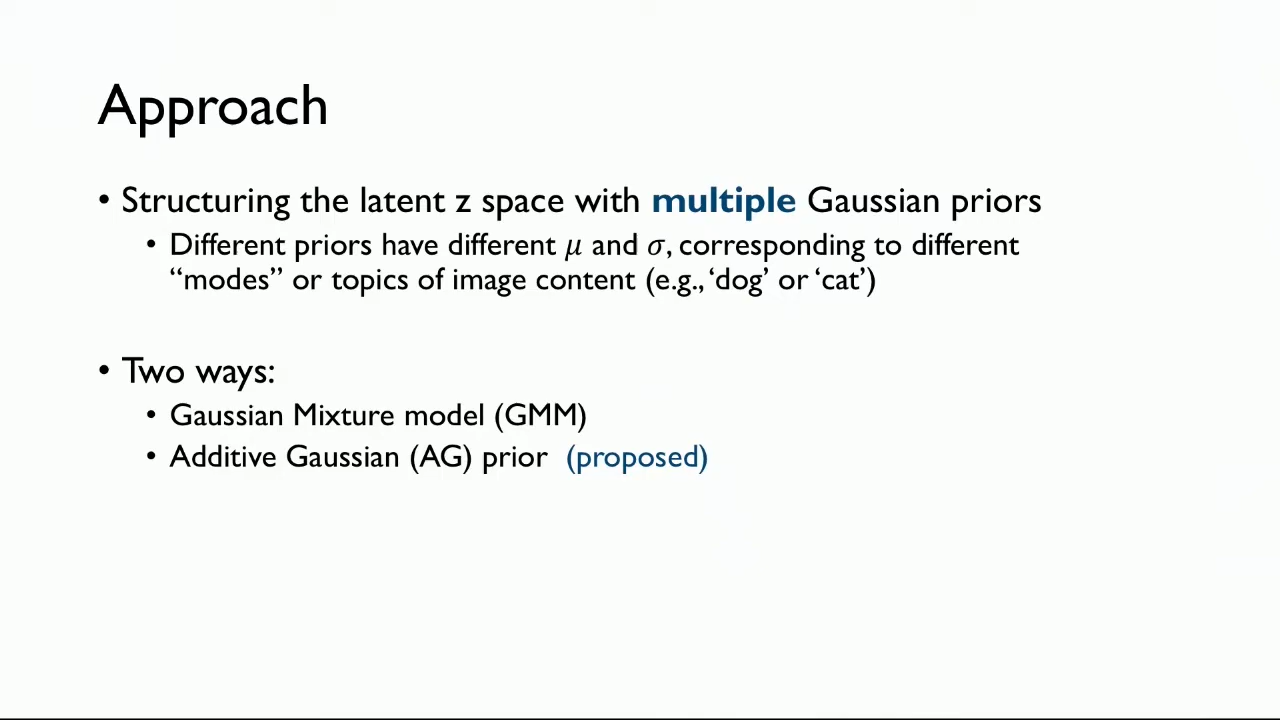 Approach
• Structuring the latent z space with multiple Gaussian priors
• Different priors have different μ and σ, corresponding to different
“modes” or topics of image content (e.g., ‘dog’ or ‘cat’)
• Two ways:
• Gaussian Mixture model (GMM)
• Additive Gaussian (AG) prior (proposed)